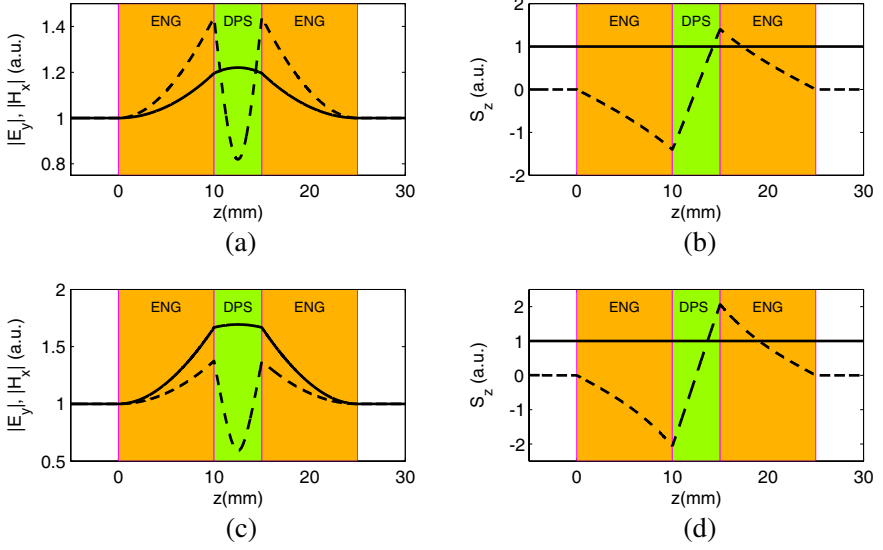 ENG DPS ENG
1.4
1.2
1
0.8
|E_y|, |H_x| (a.u.)
0 10 20 30
z(mm)
(a)
ENG DPS ENG
2
1
0
-1
-2
S_z (a.u.)
0 10 20 30
z(mm)
(b)
ENG DPS ENG
2
1.5
1
0.5
|E_y|, |H_x| (a.u.)
0 10 20 30
z(mm)
(c)
ENG DPS ENG
2
1
0
-1
-2
S_z (a.u.)
0 10 20 30
z(mm)
(d)